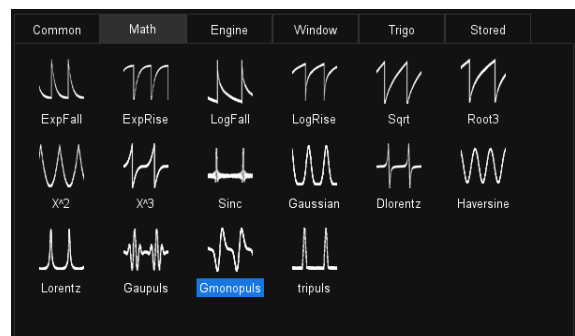 Common Math Engine Window Trigo Stored
ExpFall ExpRise LogFall LogRise Sqrt Root3
X^2 X^3 Sinc Gaussian Dlorentz Haversine
Lorentz Gaupuls Gmonopuls tripuls